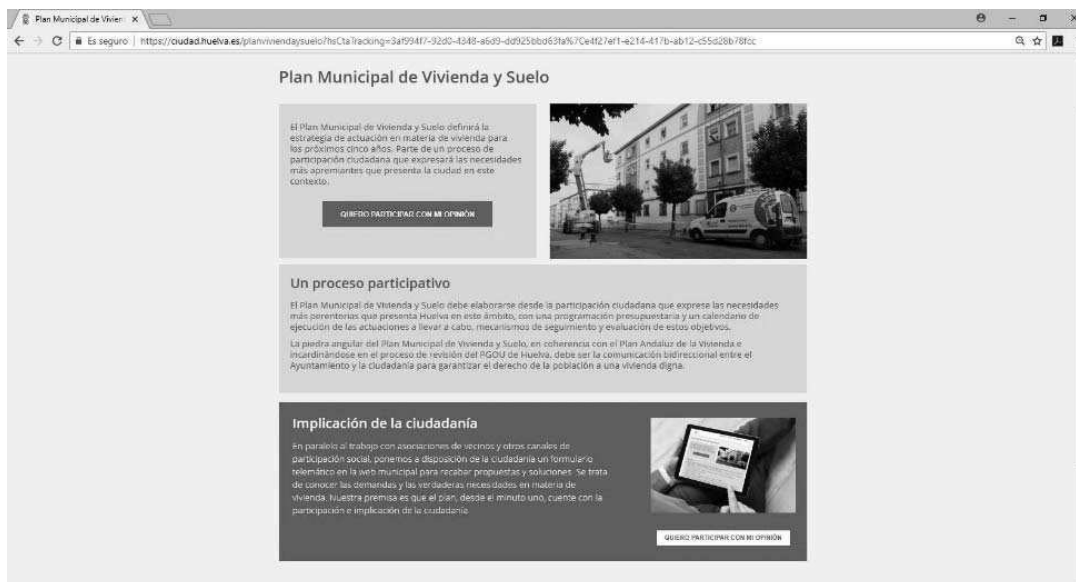 Plan Municipal de Vivien
Es seguro | https://ciudad.huelva.es/planviviendaysuelo?hsCtaTracking=3af994f7-92d0-4348-a6d9-dd925bbd63fa%7Ce4f27ef1-e214-417b-ab12-c55d28b78fcc
Plan Municipal de Vivienda y Suelo
El Plan Municipal de Vivienda y Suelo definirá la
estrategia de actuación en materia de vivienda para
los próximos cinco años. Parte de un proceso de
participación ciudadana que expresará las necesidades
más apremiantes que presenta la ciudad en este
contexto.
QUIERO PARTICIPAR CON MI OPINIÓN
Un proceso participativo
El Plan Municipal de Vivienda y Suelo debe elaborarse desde la participación ciudadana que exprese las necesidades
más perentorias que presenta Huelva en este ámbito, con una programación presupuestaria y un calendario de
ejecución de las actuaciones a llevar a cabo, mecanismos de seguimiento y evaluación de estos objetivos.
La piedra angular del Plan Municipal de Vivienda y Suelo, en coherencia con el Plan Andaluz de la Vivienda e
incardinándose en el proceso de revisión del PGOU de Huelva, debe ser la comunicación bidireccional entre el
Ayuntamiento y la ciudadanía para garantizar el derecho de la población a una vivienda digna.
Implicación de la ciudadanía
En paralelo al trabajo con asociaciones de vecinos y otros canales de
participación social, ponemos a disposición de la ciudadanía un formulario
telemático en la web municipal para recabar propuestas y soluciones. Se trata
de conocer las demandas y las verdaderas necesidades en materia de
vivienda. Nuestra premisa es que el plan, desde el minuto uno, cuente con la
participación e implicación de la ciudadanía.
QUIERO PARTICIPAR CON MI OPINIÓN